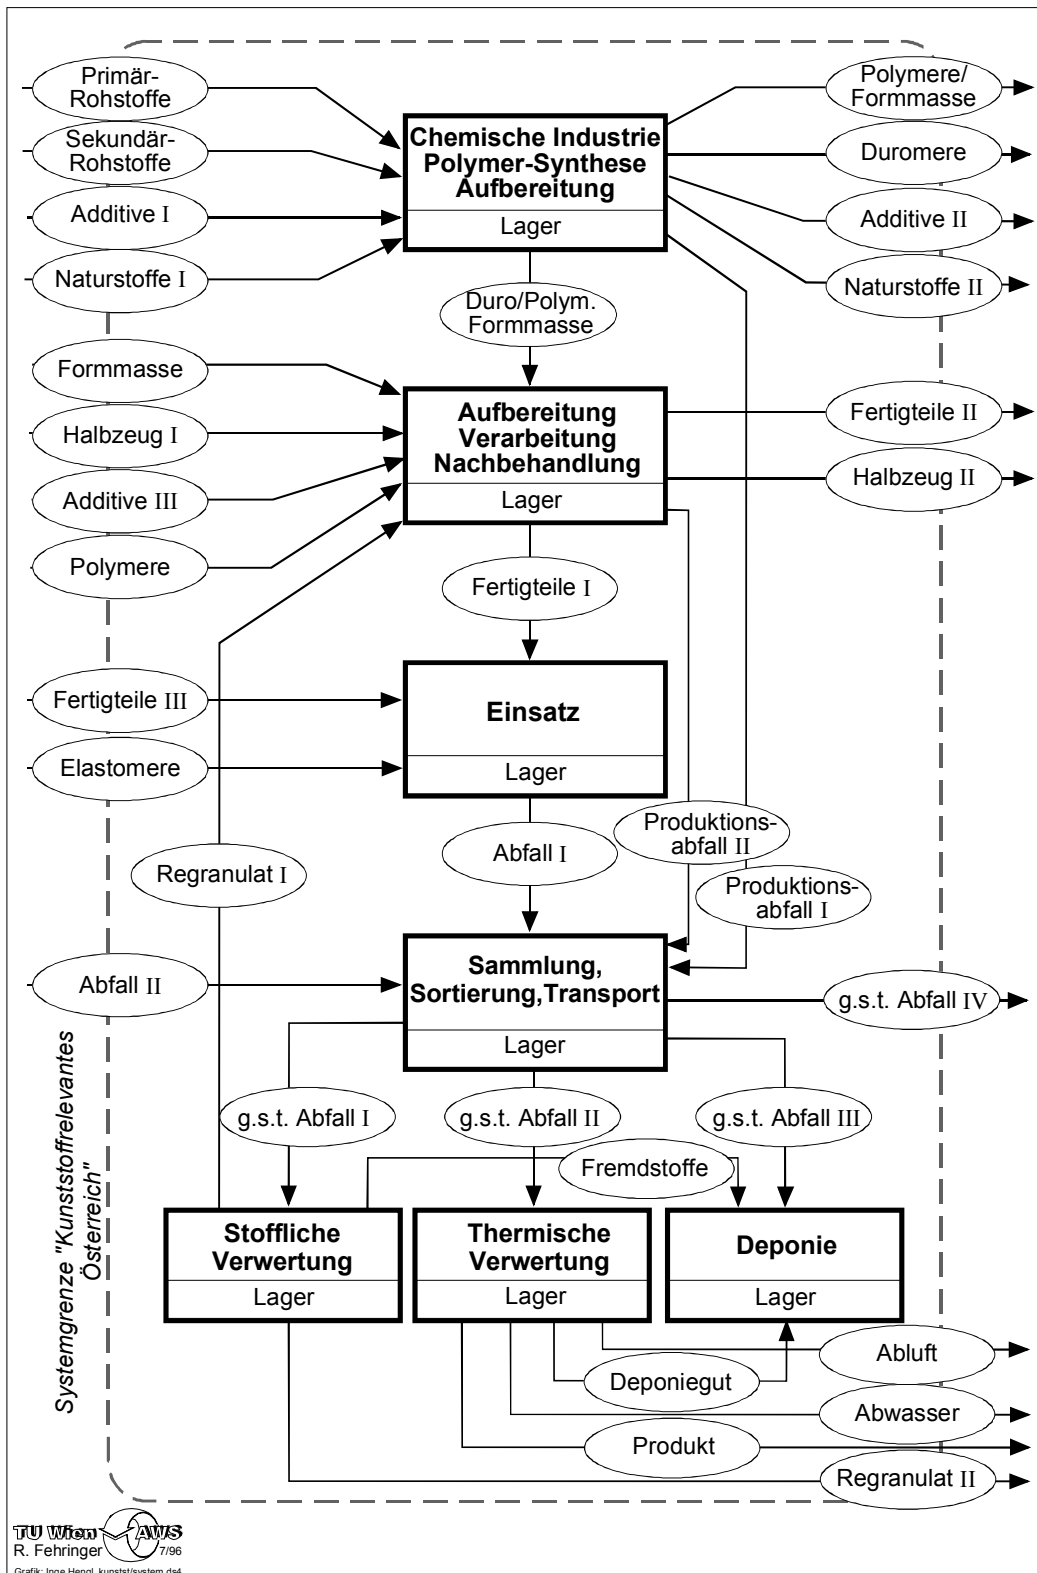 Primär-
Rohstoffe
Sekundär-
Rohstoffe
Additive I
Naturstoffe I
Chemische Industrie
Polymer-Synthese
Aufbereitung
Lager
Polymere/
Formmasse
Duromere
Additive II
Naturstoffe II
Duro/Polym.
Formmasse
Formmasse
Halbzeug I
Additive III
Polymere
Aufbereitung
Verarbeitung
Nachbehandlung
Lager
Fertigteile II
Halbzeug II
Fertigteile I
Fertigteile III
Elastomere
Einsatz
Lager
Regranulat I
Abfall I
Produktions-
abfall II
Produktions-
abfall I
Abfall II
Sammlung,
Sortierung,Transport
Lager
g.s.t. Abfall IV
g.s.t. Abfall I
g.s.t. Abfall II
g.s.t. Abfall III
Fremdstoffe
Stoffliche
Verwertung
Lager
Thermische
Verwertung
Lager
Deponie
Lager
Abluft
Deponiegut
Abwasser
Produkt
Regranulat II
Systemgrenze "Kunststoffrelevantes
Österreich"
TU Wien AWS
R. Fehringer 7/96
Grafik: Inge Hengl, kunstst/system.ds4